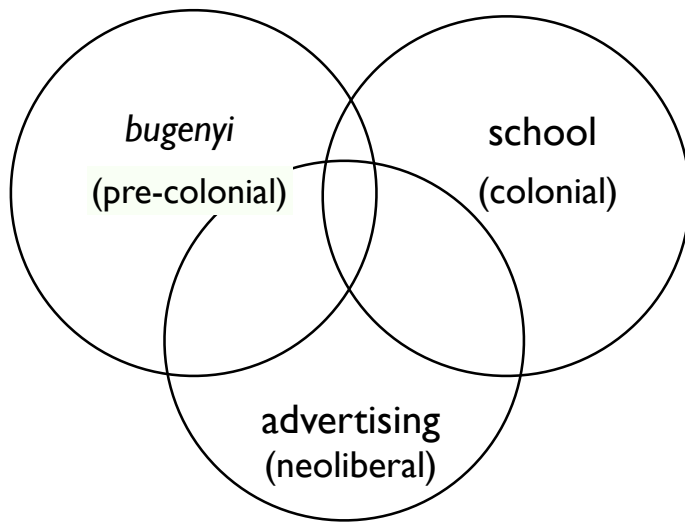 bugenyi
(pre-colonial)
school
(colonial)
advertising
(neoliberal)